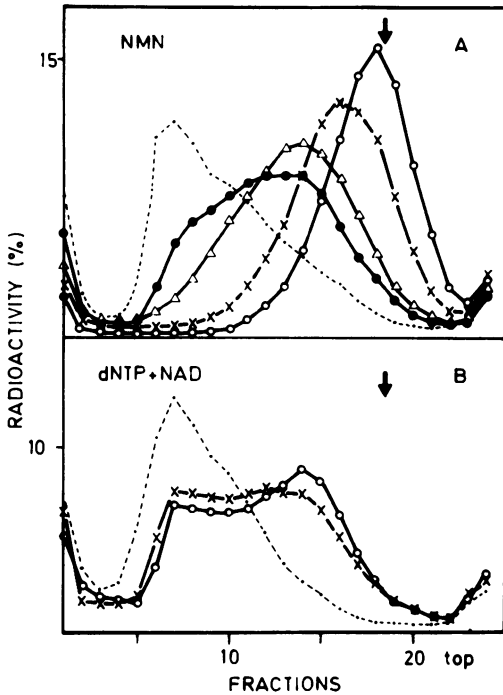 NMN
A
15
RADIOACTIVITY (%)
dNTP+NAD
B
10
10
20
top
FRACTIONS